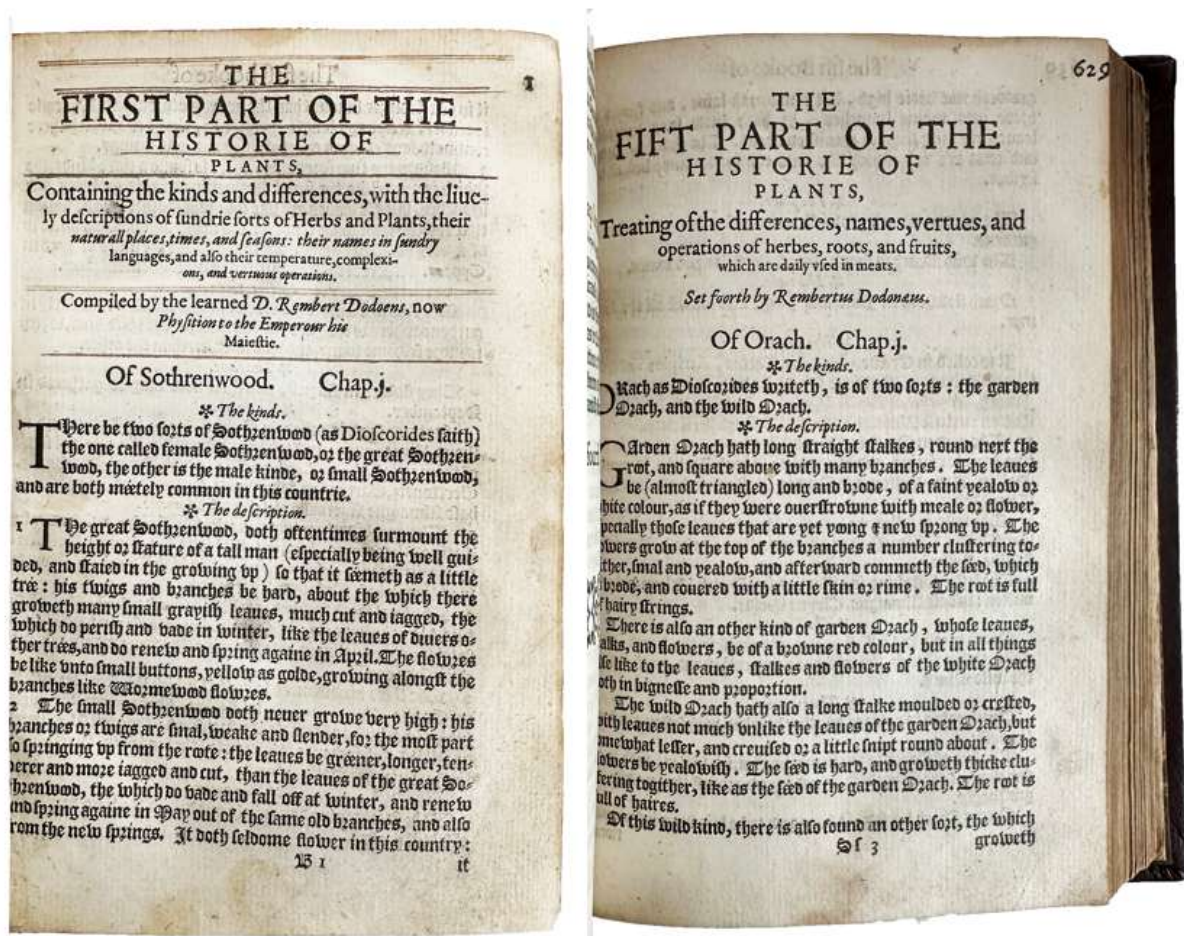 1
THE
FIRST PART OF THE
HISTORIE OF
PLANTS,
Containing the kinds and differences, with the liue-
ly descriptions of sundrie sorts of Herbs and Plants, their
naturall places, times, and seasons: their names in sundry
languages, and also their temperature, complexi-
ons, and vertuous operations.
Compiled by the learned D. Rembert Dodoens, now
Physition to the Emperour his
Maiestie.
Of Sothrenwood. Chap.j.
❧ The kinds.
THere be two sorts of Sothrenwood (as Dioscorides saith)
the one called female Sothrenwood, or the great Sothren-
wood, the other is the male kinde, or small Sothrenwood,
and are both méetely common in this countrie.
❧ The description.
1 THe great Sothrenwood, doth oftentimes surmount the
height or stature of a tall man (especially being well gui-
ded, and staied in the growing vp) so that it séemeth as a little
trée: his twigs and branches be hard, about the which there
groweth many small grayish leaues, much cut and iagged, the
which do perish and vade in winter, like the leaues of diuers o-
ther trées, and do renew and spring againe in April. The flowres
be like vnto small buttons, yellow as golde, growing alongst the
branches like Wormewood flowres.
2 The small Sothrenwood doth neuer growe very high: his
branches or twigs are smal, weake and slender, for the most part
so springing vp from the roote: the leaues be gréener, longer, ten-
derer and more iagged and cut, than the leaues of the great So-
threnwood, the which do vade and fall off at winter, and renew
and spring againe in May out of the same old branches, and also
from the new springs. It doth seldome flower in this country:
B 1 it
629
THE
FIFT PART OF THE
HISTORIE OF
PLANTS,
Treating of the differences, names, vertues, and
operations of herbes, roots, and fruits,
which are daily vsed in meats.
Set foorth by Rembertus Dodonæus.
Of Orach. Chap.j.
❧ The kinds.
ORach as Dioscorides writeth, is of two sorts: the garden
Orach, and the wild Orach.
❧ The description.
GArden Orach hath long straight stalkes, round next the
root, and square aboue with many branches. The leaues
be (almost triangled) long and brode, of a faint yealow or
hite colour, as if they were ouerstrowne with meale or flower,
pecially those leaues that are yet yong & new sprong vp. The
owers grow at the top of the branches a number clustering to-
ither, smal and yealow, and afterward commeth the séed, which
brode, and couered with a little skin or rime. The root is full
f hairy strings.
There is also an other kind of garden Orach, whose leaues,
alks, and flowers, be of a browne red colour, but in all things
se like to the leaues, stalkes and flowers of the white Orach
oth in bignesse and proportion.
The wild Orach hath also a long stalke moulded or crested,
ith leaues not much vnlike the leaues of the garden Orach, but
omewhat lesser, and creuised or a little snipt round about. The
lowers be yealowish. The séed is hard, and groweth thicke clu-
tering togither, like as the séed of the garden Orach. The root is
ull of haires.
Of this wild kind, there is also found an other sort, the which
Sf 3 groweth